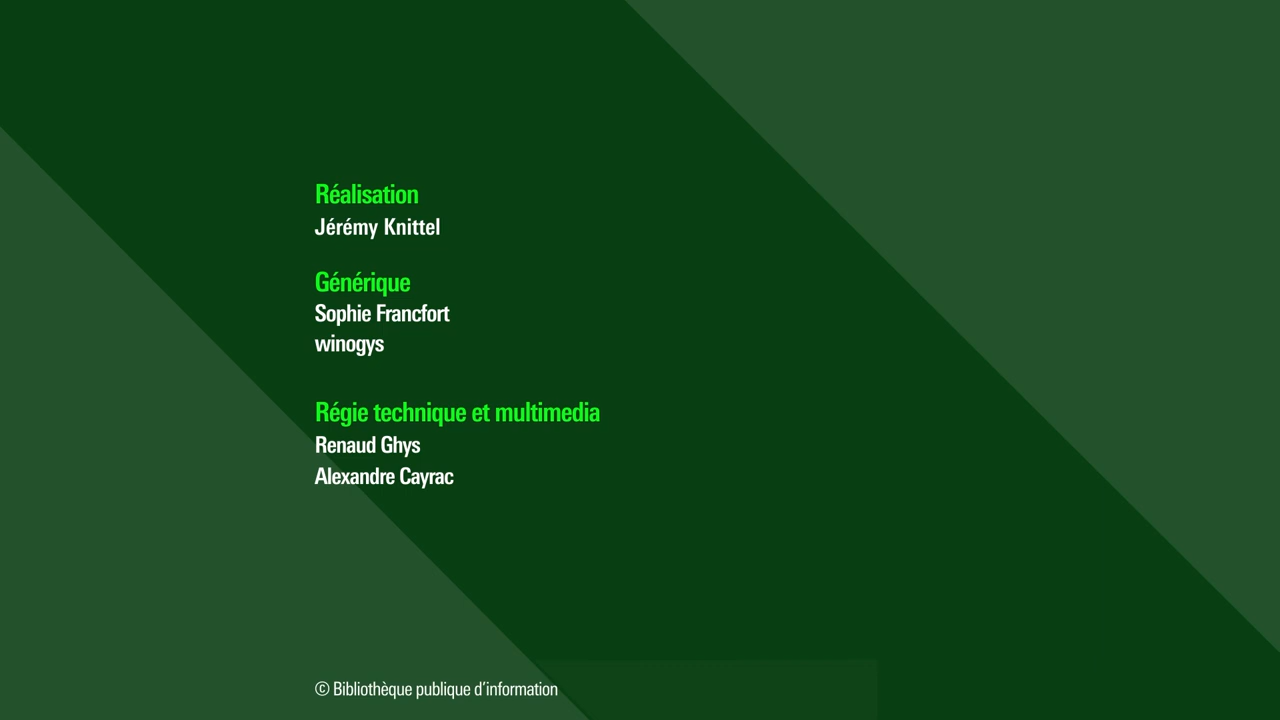 Réalisation
Jérémy Knittel
Générique
Sophie Francfort
winogys
Régie technique et multimedia
Renaud Ghys
Alexandre Cayrac
© Bibliothèque publique d’information